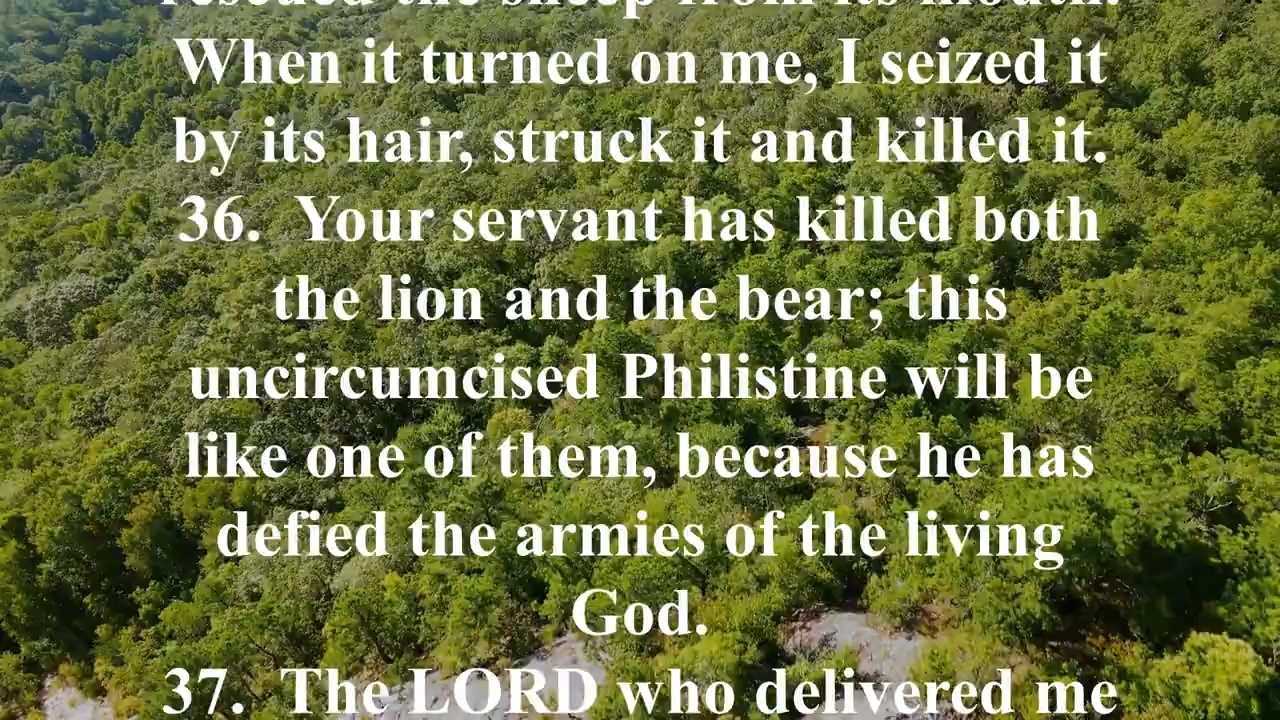 rescued the sheep from its mouth.
When it turned on me, I seized it
by its hair, struck it and killed it.
36.  Your servant has killed both
the lion and the bear; this
uncircumcised Philistine will be
like one of them, because he has
defied the armies of the living
God.
37.  The LORD who delivered me